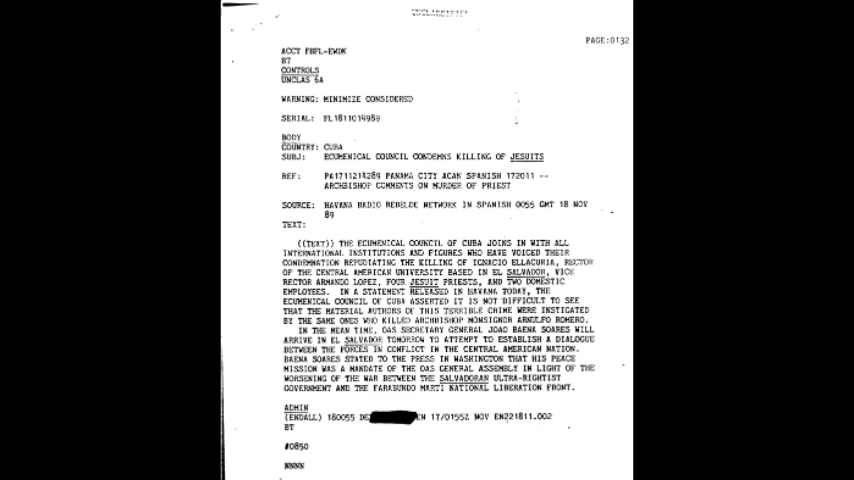 UNCLASSIFIED
PAGE:0132
ACCT FBFL-EWDK
BT
CONTROLS
UNCLAS 6A
WARNING: MINIMIZE CONSIDERED
SERIAL: FL1811014989
BODY
COUNTRY: CUBA
SUBJ: ECUMENICAL COUNCIL CONDEMNS KILLING OF JESUITS
REF: PA1711214289 PANAMA CITY ACAN SPANISH 172011 --
ARCHBISHOP COMMENTS ON MURDER OF PRIEST
SOURCE: HAVANA RADIO REBELDE NETWORK IN SPANISH 0055 GMT 18 NOV
89
TEXT:
((TEXT)) THE ECUMENICAL COUNCIL OF CUBA JOINS IN WITH ALL
INTERNATIONAL INSTITUTIONS AND FIGURES WHO HAVE VOICED THEIR
CONDEMNATION REPUDIATING THE KILLING OF IGNACIO ELLACURIA, RECTOR
OF THE CENTRAL AMERICAN UNIVERSITY BASED IN EL SALVADOR, VICE
RECTOR ARMANDO LOPEZ, FOUR JESUIT PRIESTS, AND TWO DOMESTIC
EMPLOYEES. IN A STATEMENT RELEASED IN HAVANA TODAY, THE
ECUMENICAL COUNCIL OF CUBA ASSERTED IT IS NOT DIFFICULT TO SEE
THAT THE MATERIAL AUTHORS OF THIS TERRIBLE CRIME WERE INSTIGATED
BY THE SAME ONES WHO KILLED ARCHBISHOP MONSIGNOR ARNULFO ROMERO.
IN THE MEAN TIME, OAS SECRETARY GENERAL JOAO BAENA SOARES WILL
ARRIVE IN EL SALVADOR TOMORROW TO ATTEMPT TO ESTABLISH A DIALOGUE
BETWEEN THE FORCES IN CONFLICT IN THE CENTRAL AMERICAN NATION.
BAENA SOARES STATED TO THE PRESS IN WASHINGTON THAT HIS PEACE
MISSION WAS A MANDATE OF THE OAS GENERAL ASSEMBLY IN LIGHT OF THE
WORSENING OF THE WAR BETWEEN THE SALVADORAN ULTRA-RIGHTIST
GOVERNMENT AND THE FARABUNDO MARTI NATIONAL LIBERATION FRONT.
ADMIN
(ENDALL) 180055 17/0155Z NOV
BT
#0850
NNNN